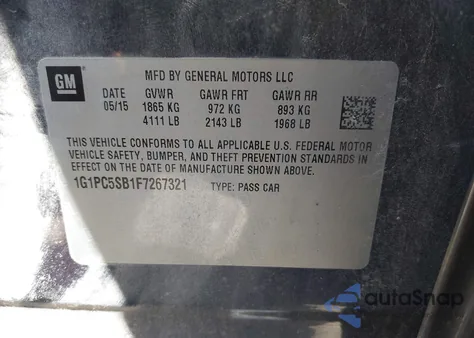 GM
MFD BY GENERAL MOTORS LLC
DATE GVWR GAWR FRT GAWR RR
05/15 1865 KG 972 KG 893 KG
4111 LB 2143 LB 1968 LB
THIS VEHICLE CONFORMS TO ALL APPLICABLE U.S. FEDERAL MOTOR
VEHICLE SAFETY, BUMPER, AND THEFT PREVENTION STANDARDS IN
EFFECT ON THE DATE OF MANUFACTURE SHOWN ABOVE.
1G1PC5SB1F7267321 TYPE: PASS CAR
autoSnap